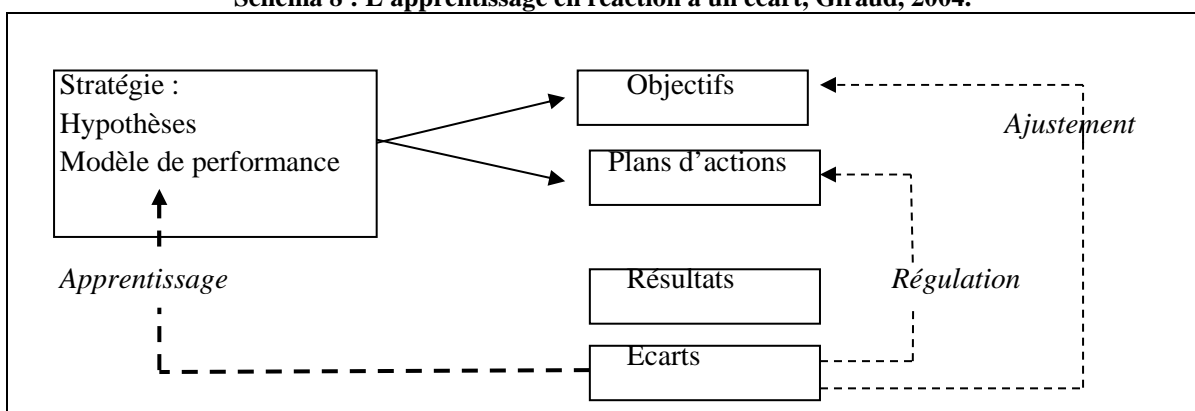 Schéma 8 : L'apprentissage en réaction à un écart, Giraud, 2004.
Stratégie :
Hypothèses
Modèle de performance
Objectifs
Ajustement
Plans d'actions
Apprentissage
Résultats
Régulation
Ecarts